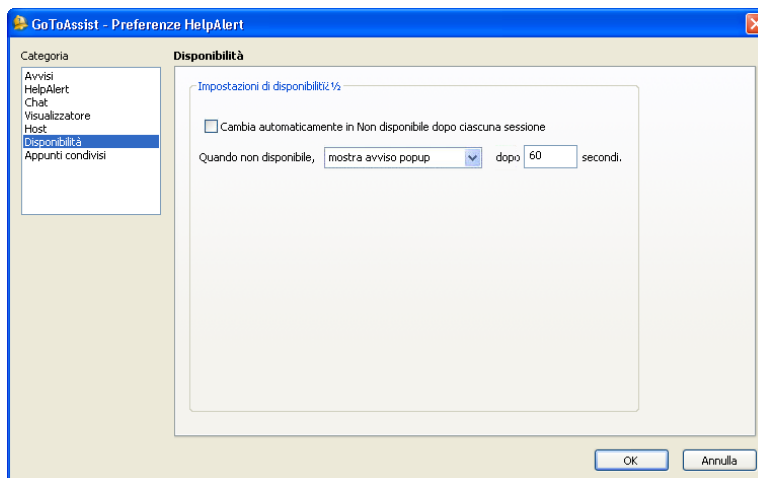 GoToAssist - Preferenze HelpAlert
Categoria
Avvisi
HelpAlert
Chat
Visualizzatore
Host
Disponibilità
Appunti condivisi
Disponibilità
Impostazioni di disponibilitï¿½
Cambia automaticamente in Non disponibile dopo ciascuna sessione
Quando non disponibile, mostra avviso popup dopo 60 secondi.
OK Annulla